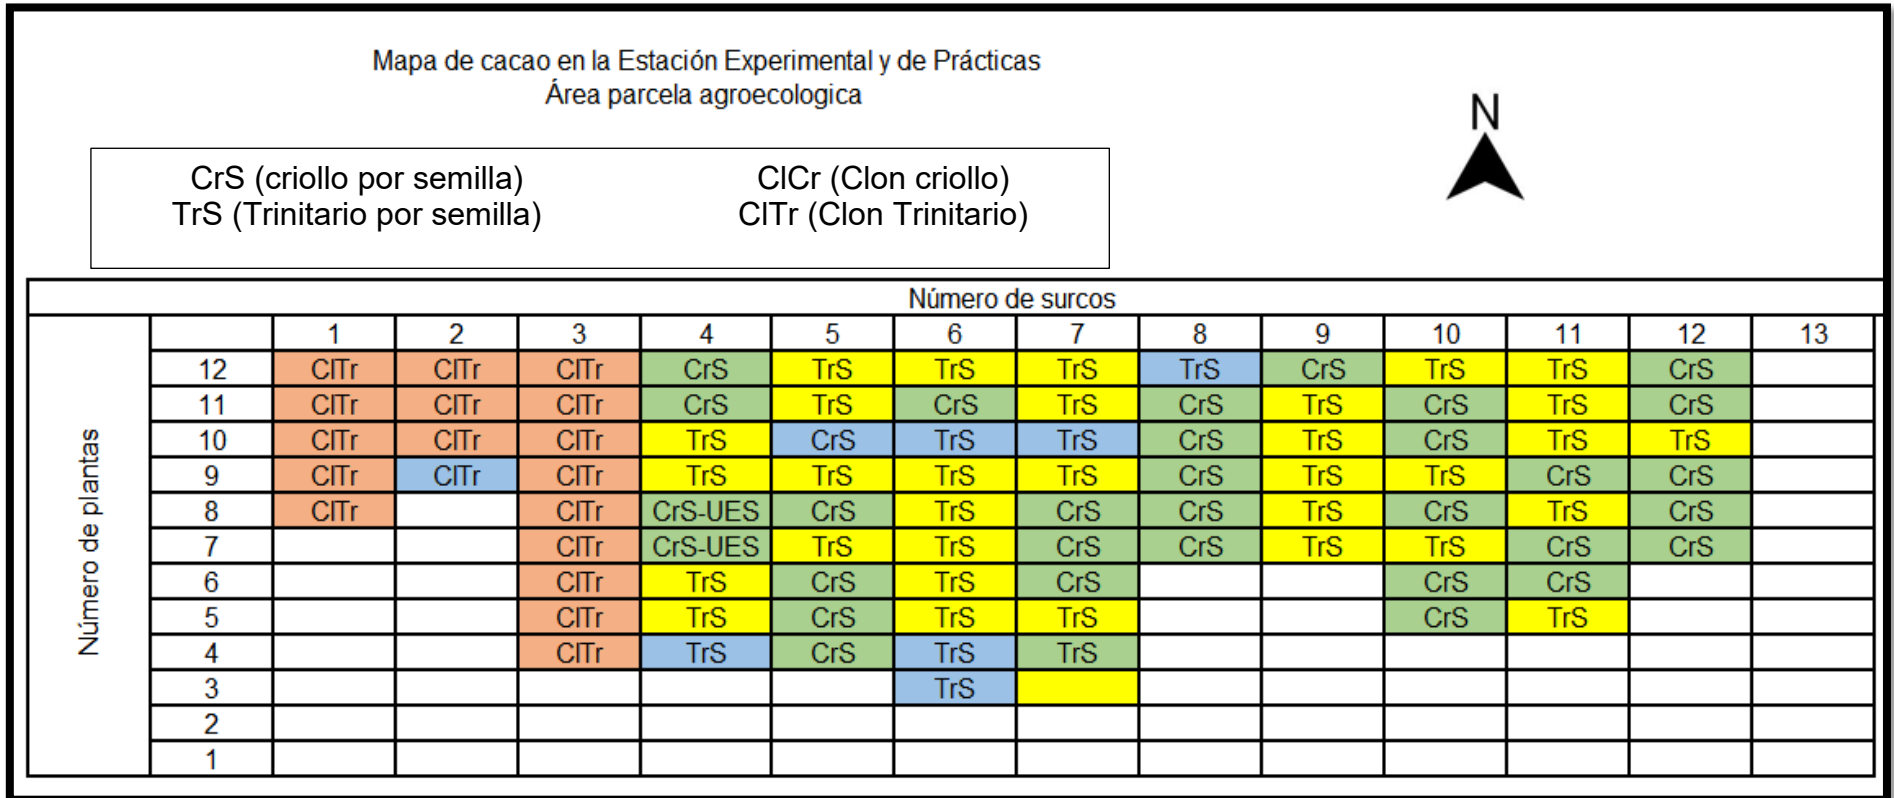 Mapa de cacao en la Estación Experimental y de Prácticas
Área parcela agroecologica
N
CrS (criollo por semilla) ClCr (Clon criollo)
TrS (Trinitario por semilla) ClTr (Clon Trinitario)
Número de surcos
Número de plantas
1 2 3 4 5 6 7 8 9 10 11 12 13
12 ClTr ClTr ClTr CrS TrS TrS TrS TrS CrS TrS TrS CrS
11 ClTr ClTr ClTr CrS TrS CrS TrS CrS TrS CrS TrS CrS
10 ClTr ClTr ClTr TrS CrS TrS TrS CrS TrS CrS TrS TrS
9 ClTr ClTr ClTr TrS TrS TrS TrS CrS TrS TrS CrS CrS
8 ClTr ClTr CrS-UES CrS TrS CrS CrS TrS CrS TrS CrS
7 ClTr CrS-UES TrS TrS CrS CrS TrS TrS CrS CrS
6 ClTr TrS CrS TrS CrS CrS CrS
5 ClTr TrS CrS TrS TrS CrS TrS
4 ClTr TrS CrS TrS TrS
3 TrS
2
1